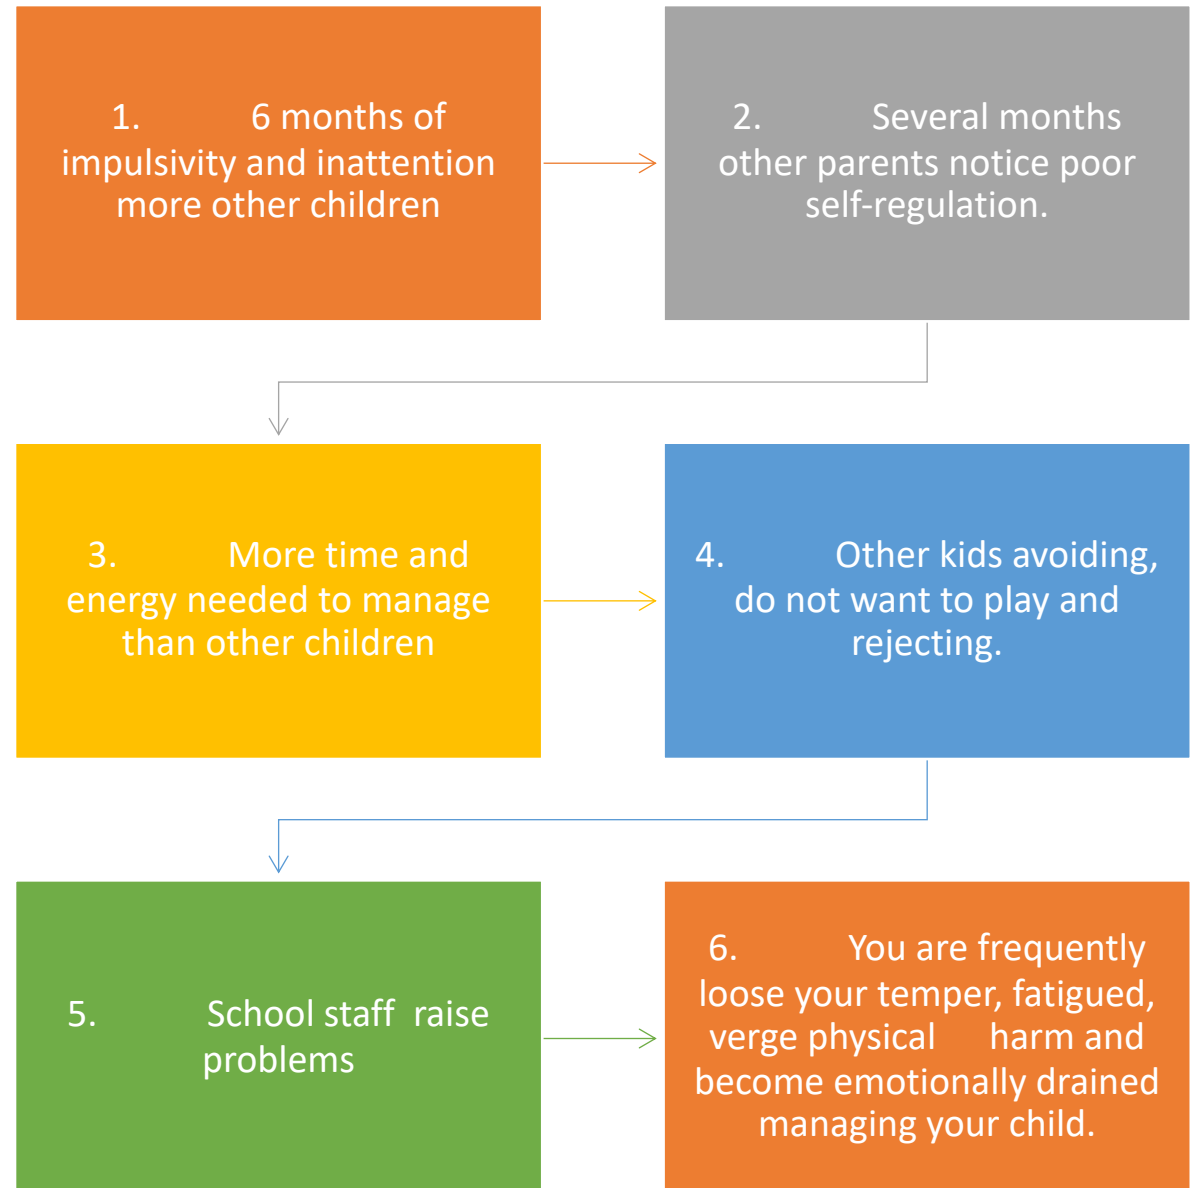 1. 6 months of
impulsivity and inattention
more other children
2. Several months
other parents notice poor
self-regulation.
3. More time and
energy needed to manage
than other children
4. Other kids avoiding,
do not want to play and
rejecting.
5. School staff raise
problems
6. You are frequently
loose your temper, fatigued,
verge physical harm and
become emotionally drained
managing your child.